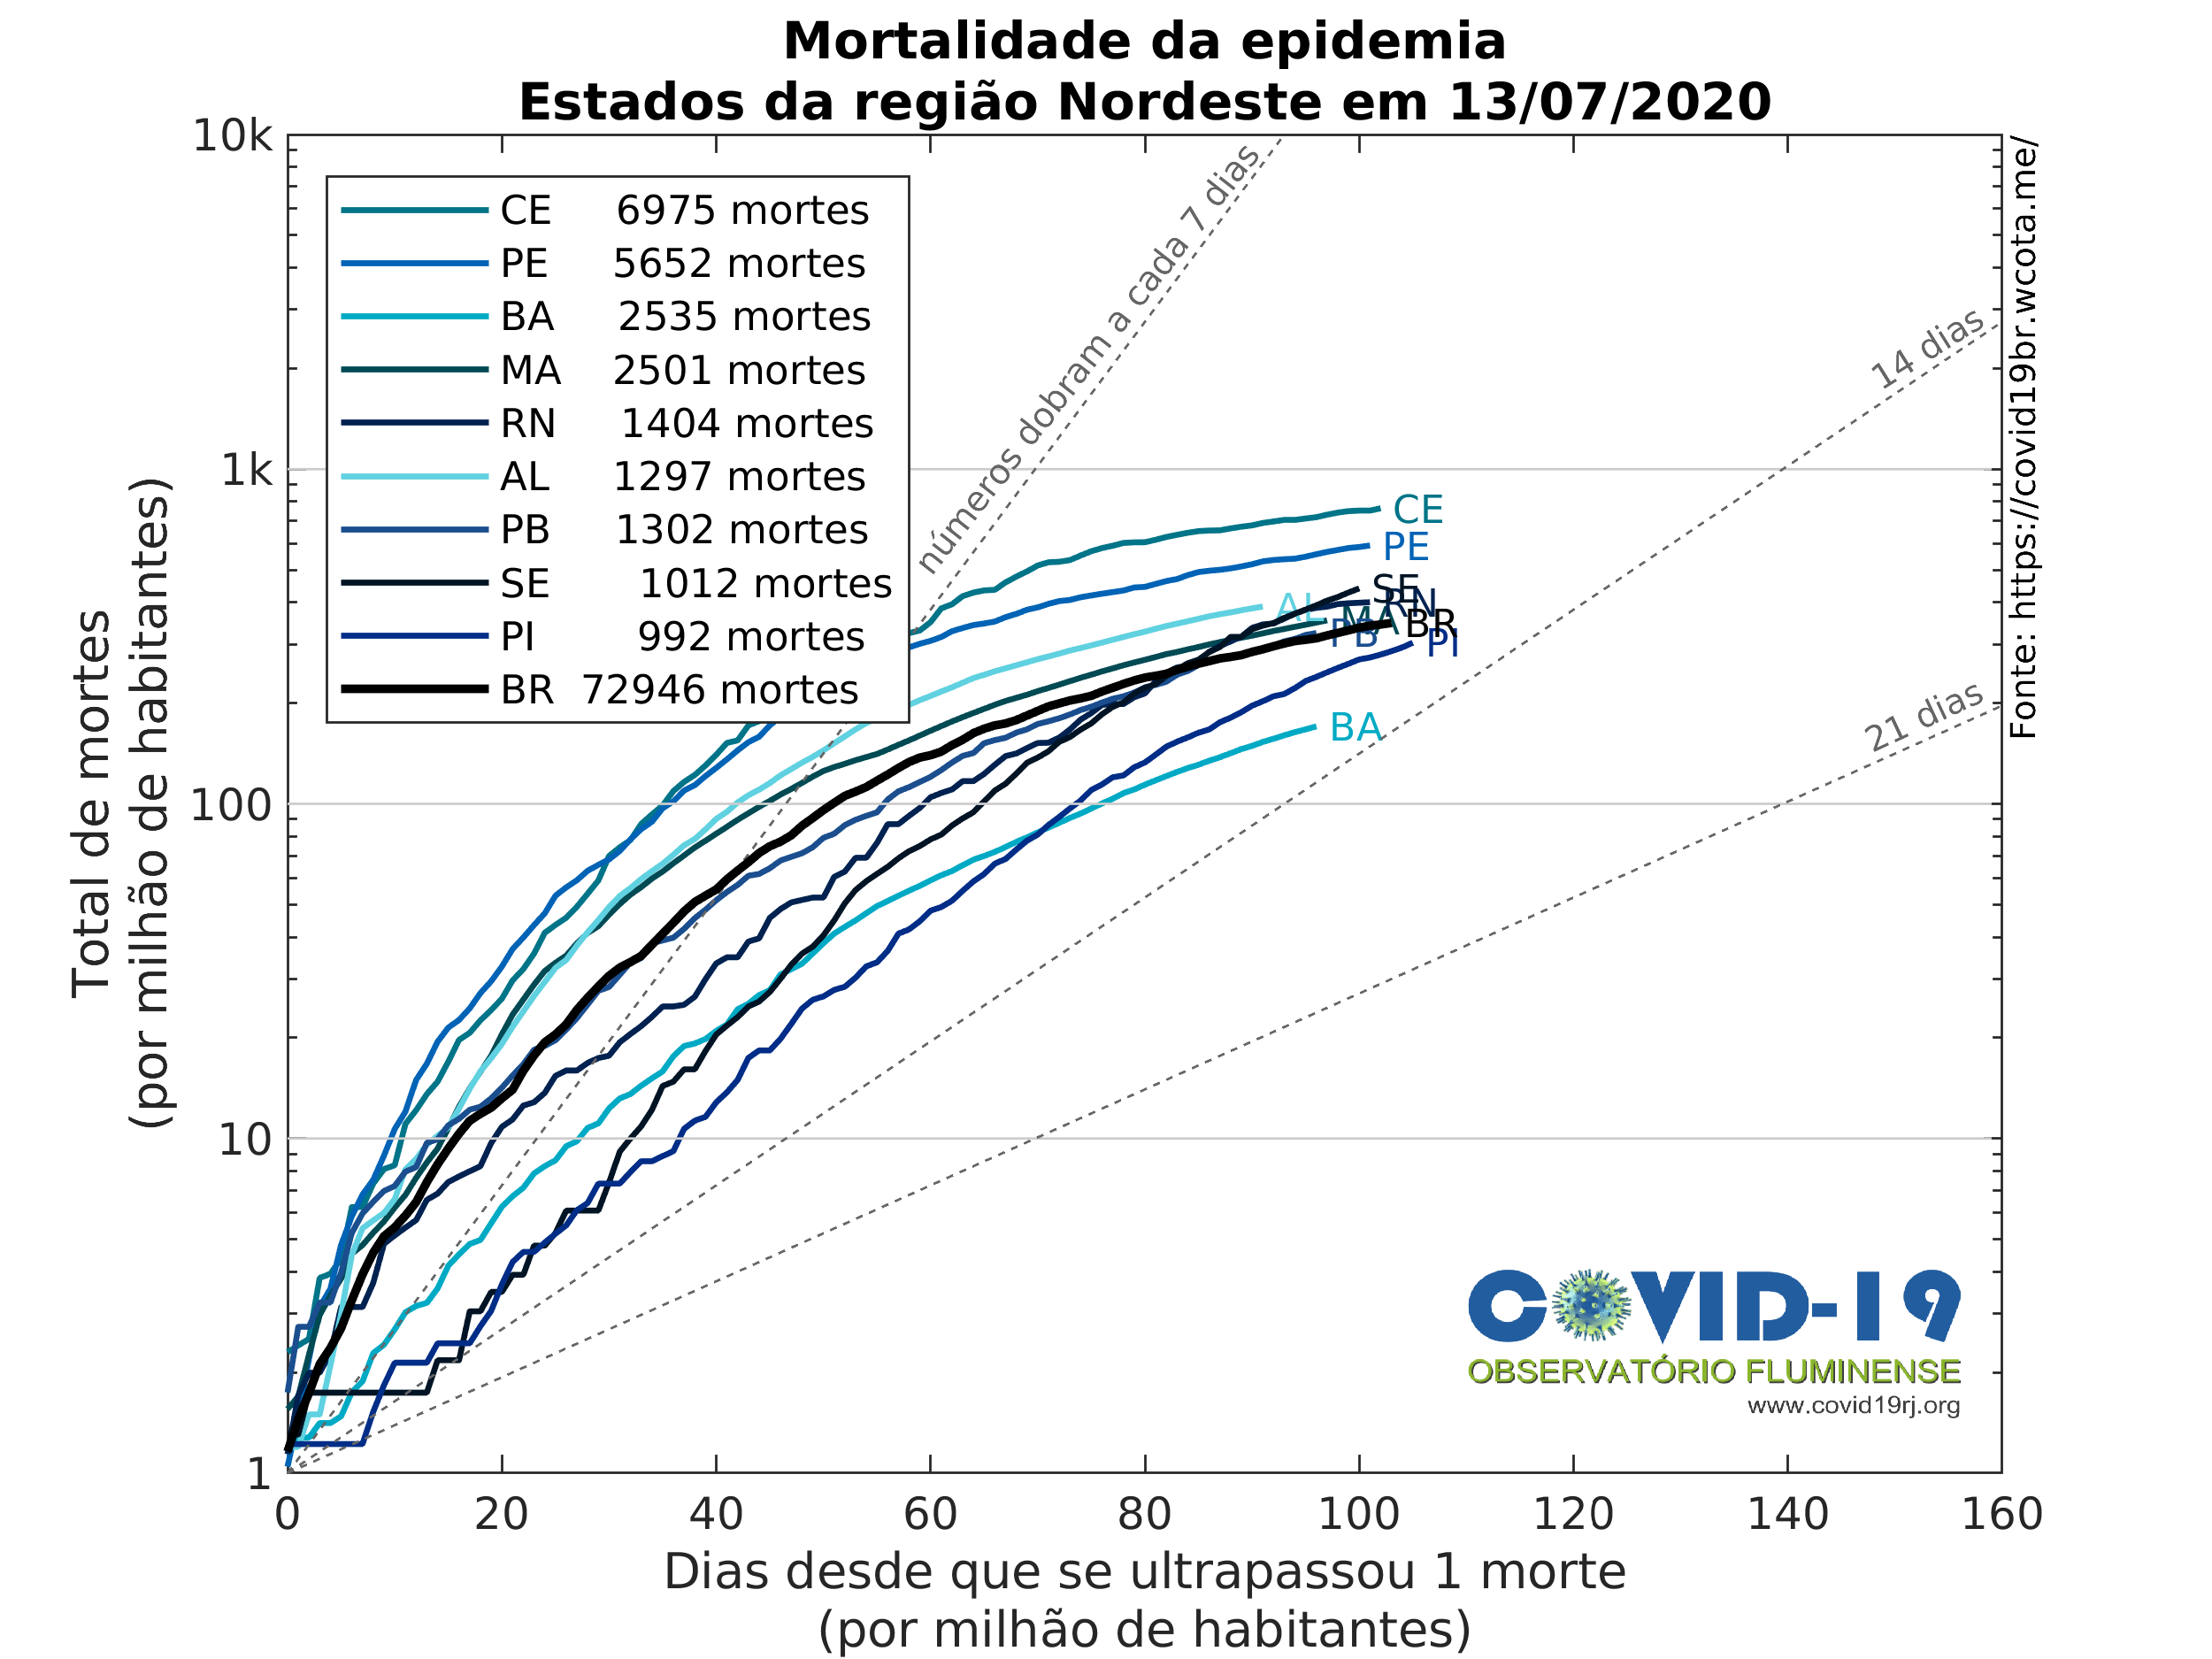 Mortalidade da epidemia
Estados da região Nordeste em 13/07/2020
10k
1k
100
10
1
Total de mortes
(por milhão de habitantes)
CE 6975 mortes
PE 5652 mortes
BA 2535 mortes
MA 2501 mortes
RN 1404 mortes
AL 1297 mortes
PB 1302 mortes
SE 1012 mortes
PI 992 mortes
BR 72946 mortes
números dobram a cada 7 dias
14 dias
21 dias
CE
PE
SE
AL
RN
MA
BR
PB
PI
BA
Fonte: https://covid19br.wcota.me/
COVID-19
OBSERVATÓRIO FLUMINENSE
www.covid19rj.org
0 20 40 60 80 100 120 140 160
Dias desde que se ultrapassou 1 morte
(por milhão de habitantes)